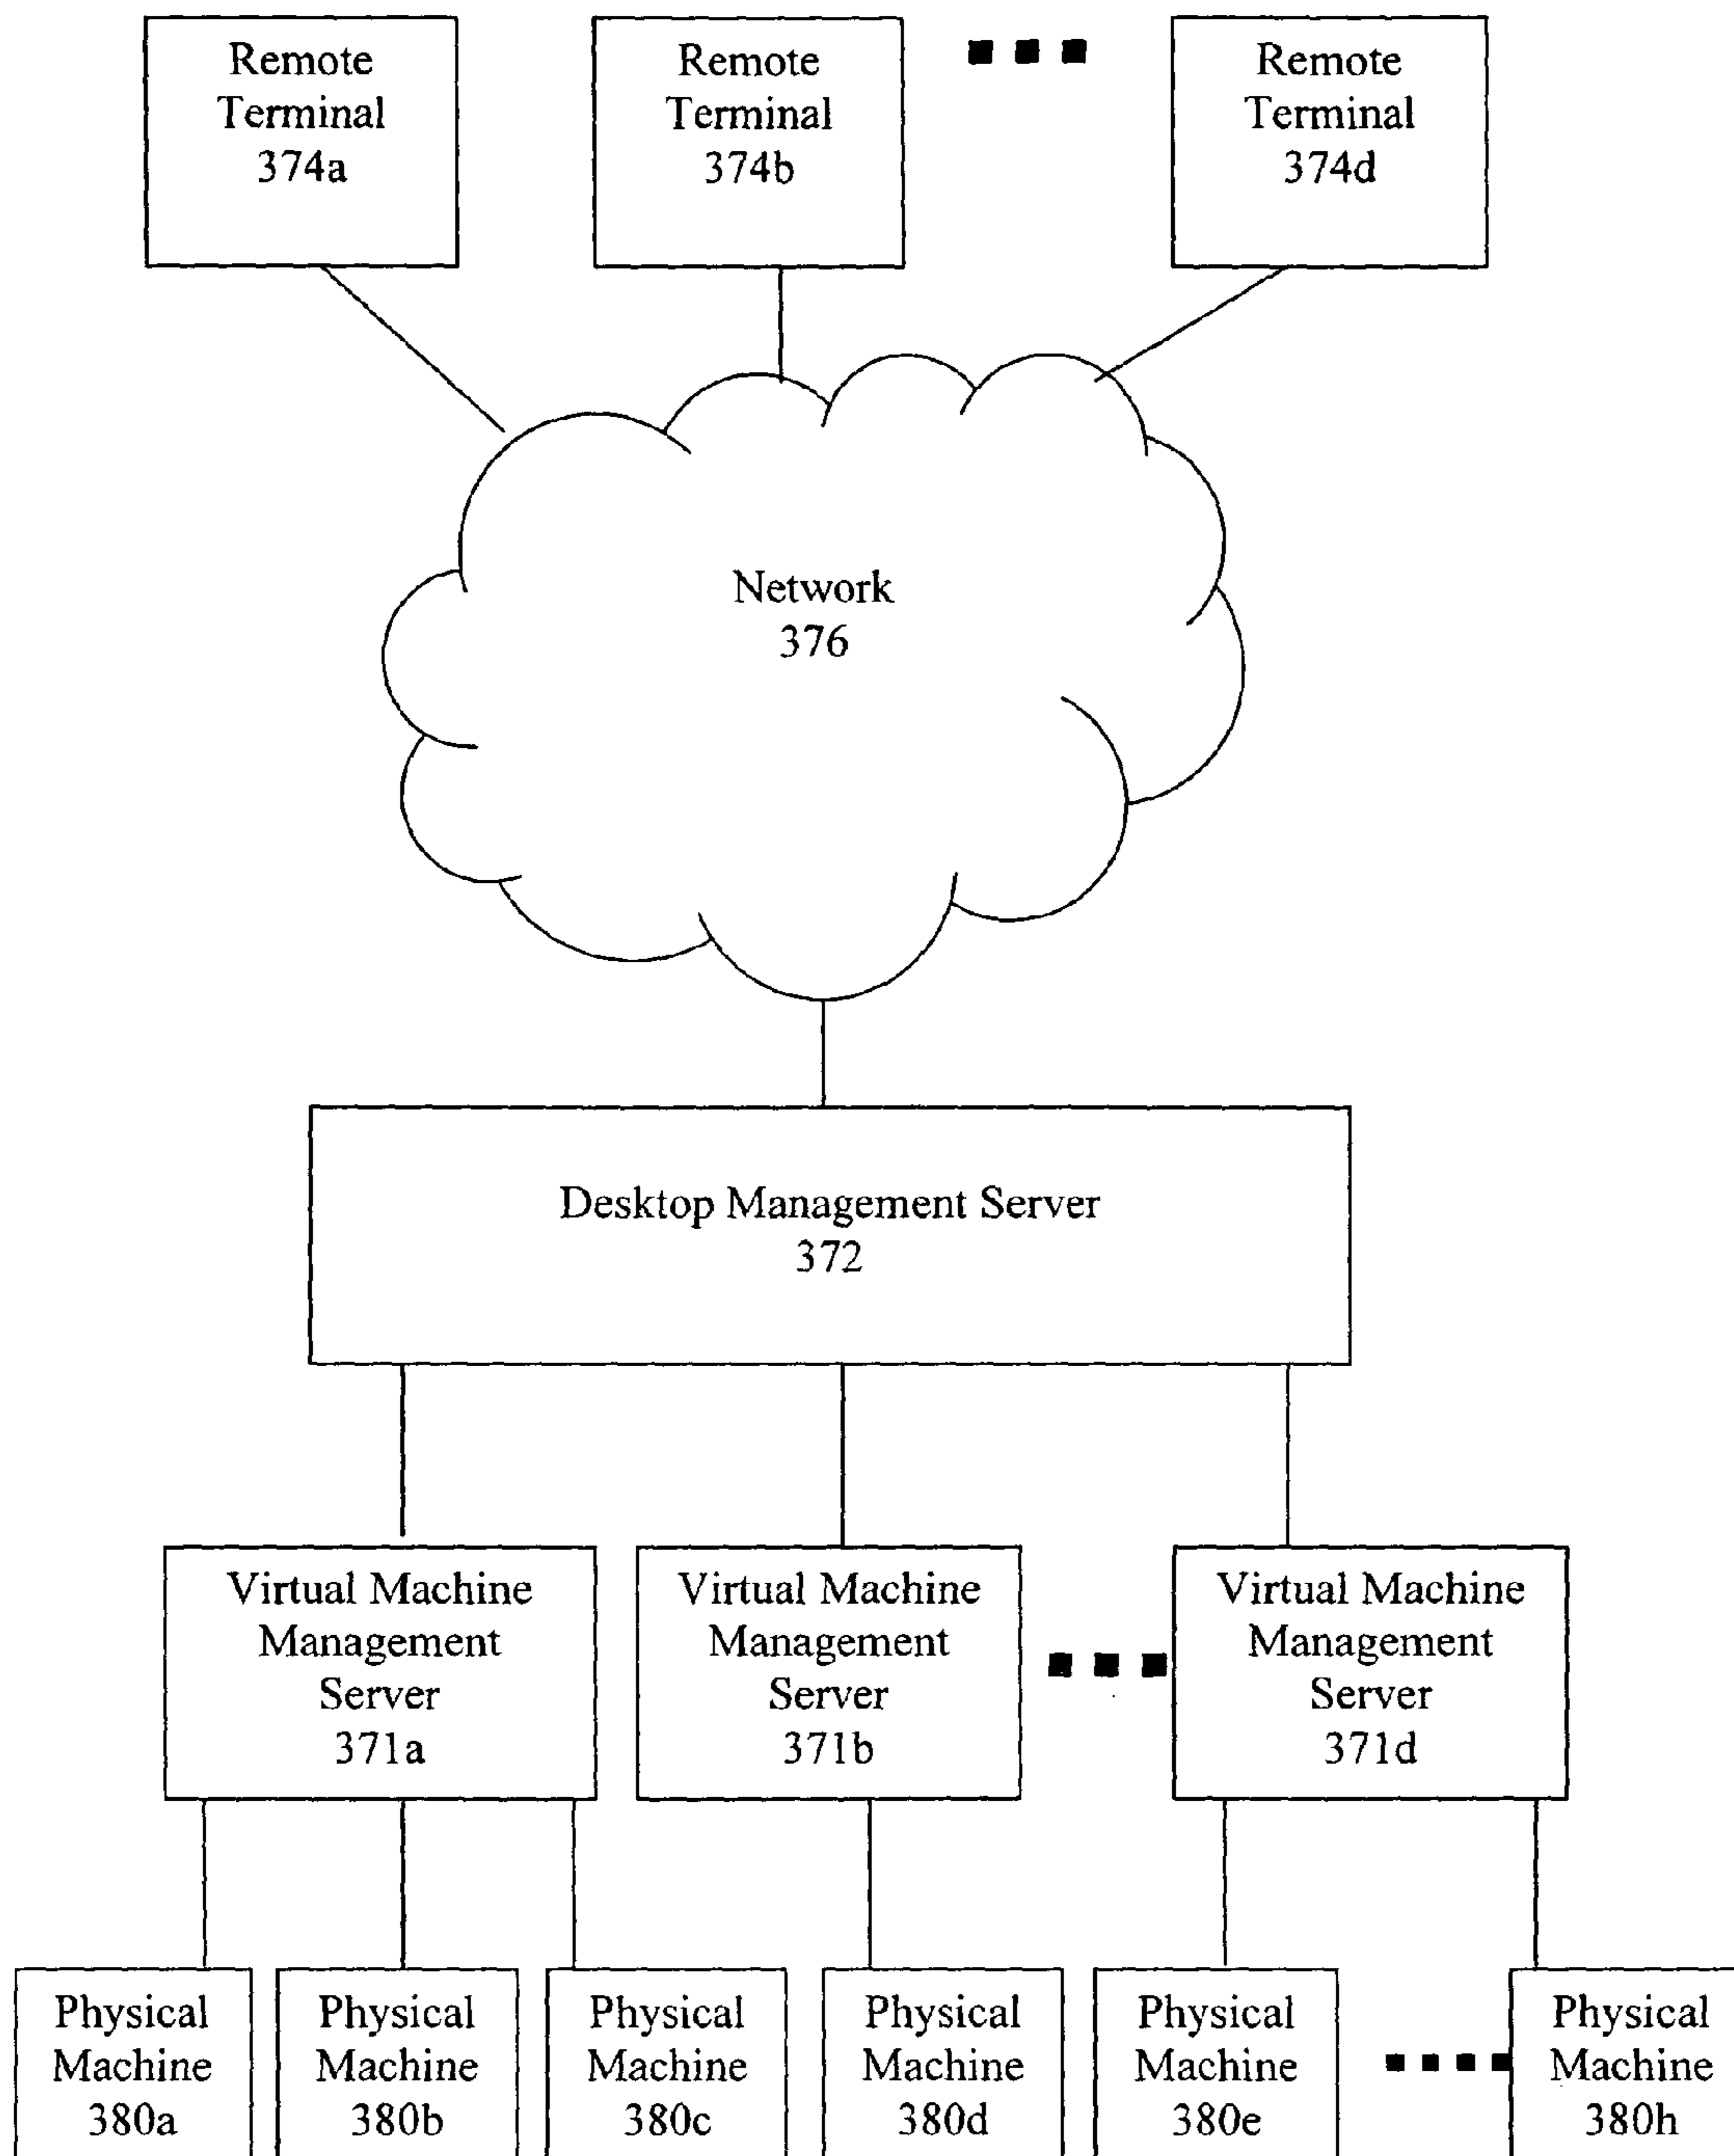 Remote
Terminal
374a
Remote
Terminal
374b
Remote
Terminal
374d
Network
376
Desktop Management Server
372
Virtual Machine
Management
Server
371a
Virtual Machine
Management
Server
371b
Virtual Machine
Management
Server
371d
Physical
Machine
380a
Physical
Machine
380b
Physical
Machine
380c
Physical
Machine
380d
Physical
Machine
380e
Physical
Machine
380h